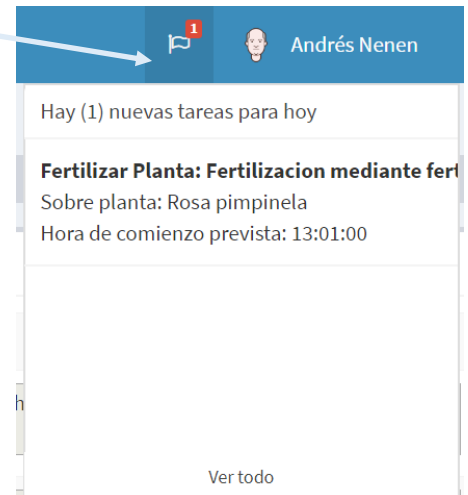 1
Andrés Nenen
Hay (1) nuevas tareas para hoy
Fertilizar Planta: Fertilizacion mediante fert
Sobre planta: Rosa pimpinela
Hora de comienzo prevista: 13:01:00
h
Ver todo